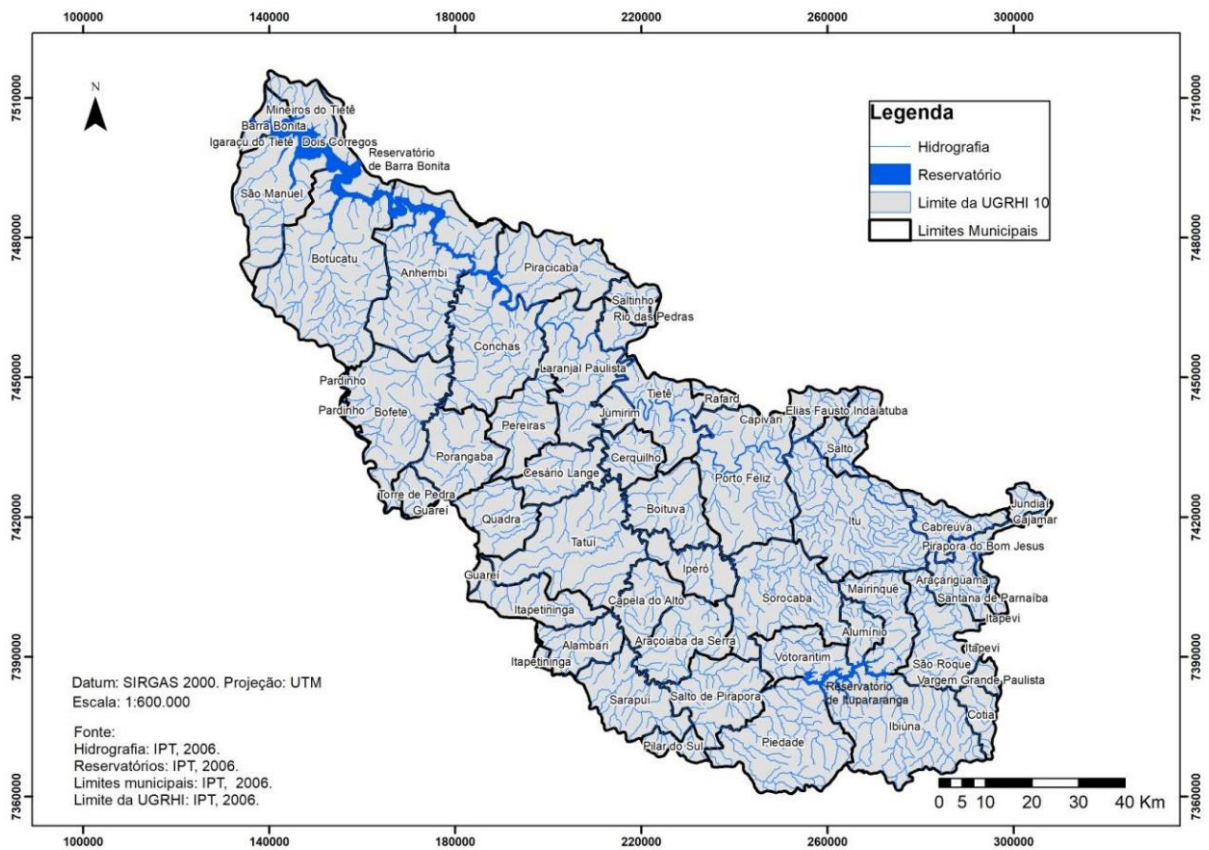 100000 140000 180000 220000 260000 300000
7510000 7510000
7480000 7480000
7450000 7450000
7420000 7420000
7390000 7390000
7360000 7360000
N
Legenda
Hidrografia
Reservatório
Limite da UGRHI 10
Limites Municipais
Mineiros do Tietê
Barra Bonita
Igaraçu do Tietê
Dois Córregos
Reservatório
de Barra Bonita
São Manuel
Botucatu
Anhembi
Piracicaba
Saltinho
Rio das Pedras
Conchas
Laranjal Paulista
Pardinho
Pardinho
Bofete
Tietê
Rafard
Elias Fausto
Indaiatuba
Jumirim
Capivari
Pereiras
Salto
Porangaba
Cerquilho
Cesário Lange
Porto Feliz
Torre de Pedra
Guareí
Quadra
Boituva
Itu
Jundiaí
Cajamar
Cabreúva
Tatuí
Pirapora do Bom Jesus
Guareí
Iperó
Araçariguama
Mairinque
Santana de Parnaíba
Itapetininga
Capela do Alto
Sorocaba
Itapevi
Alambari
Araçoiaba da Serra
Alumínio
Itapevi
Itapetininga
Votorantim
São Roque
Vargem Grande Paulista
Sarapuí
Salto de Pirapora
Reservatório
de Itupararanga
Cotia
Ibiúna
Pilar do Sul
Piedade
Datum: SIRGAS 2000. Projeção: UTM
Escala: 1:600.000
Fonte:
Hidrografia: IPT, 2006.
Reservatórios: IPT, 2006.
Limites municipais: IPT, 2006.
Limite da UGRHI: IPT, 2006.
0 5 10 20 30 40 Km
100000 140000 180000 220000 260000 300000